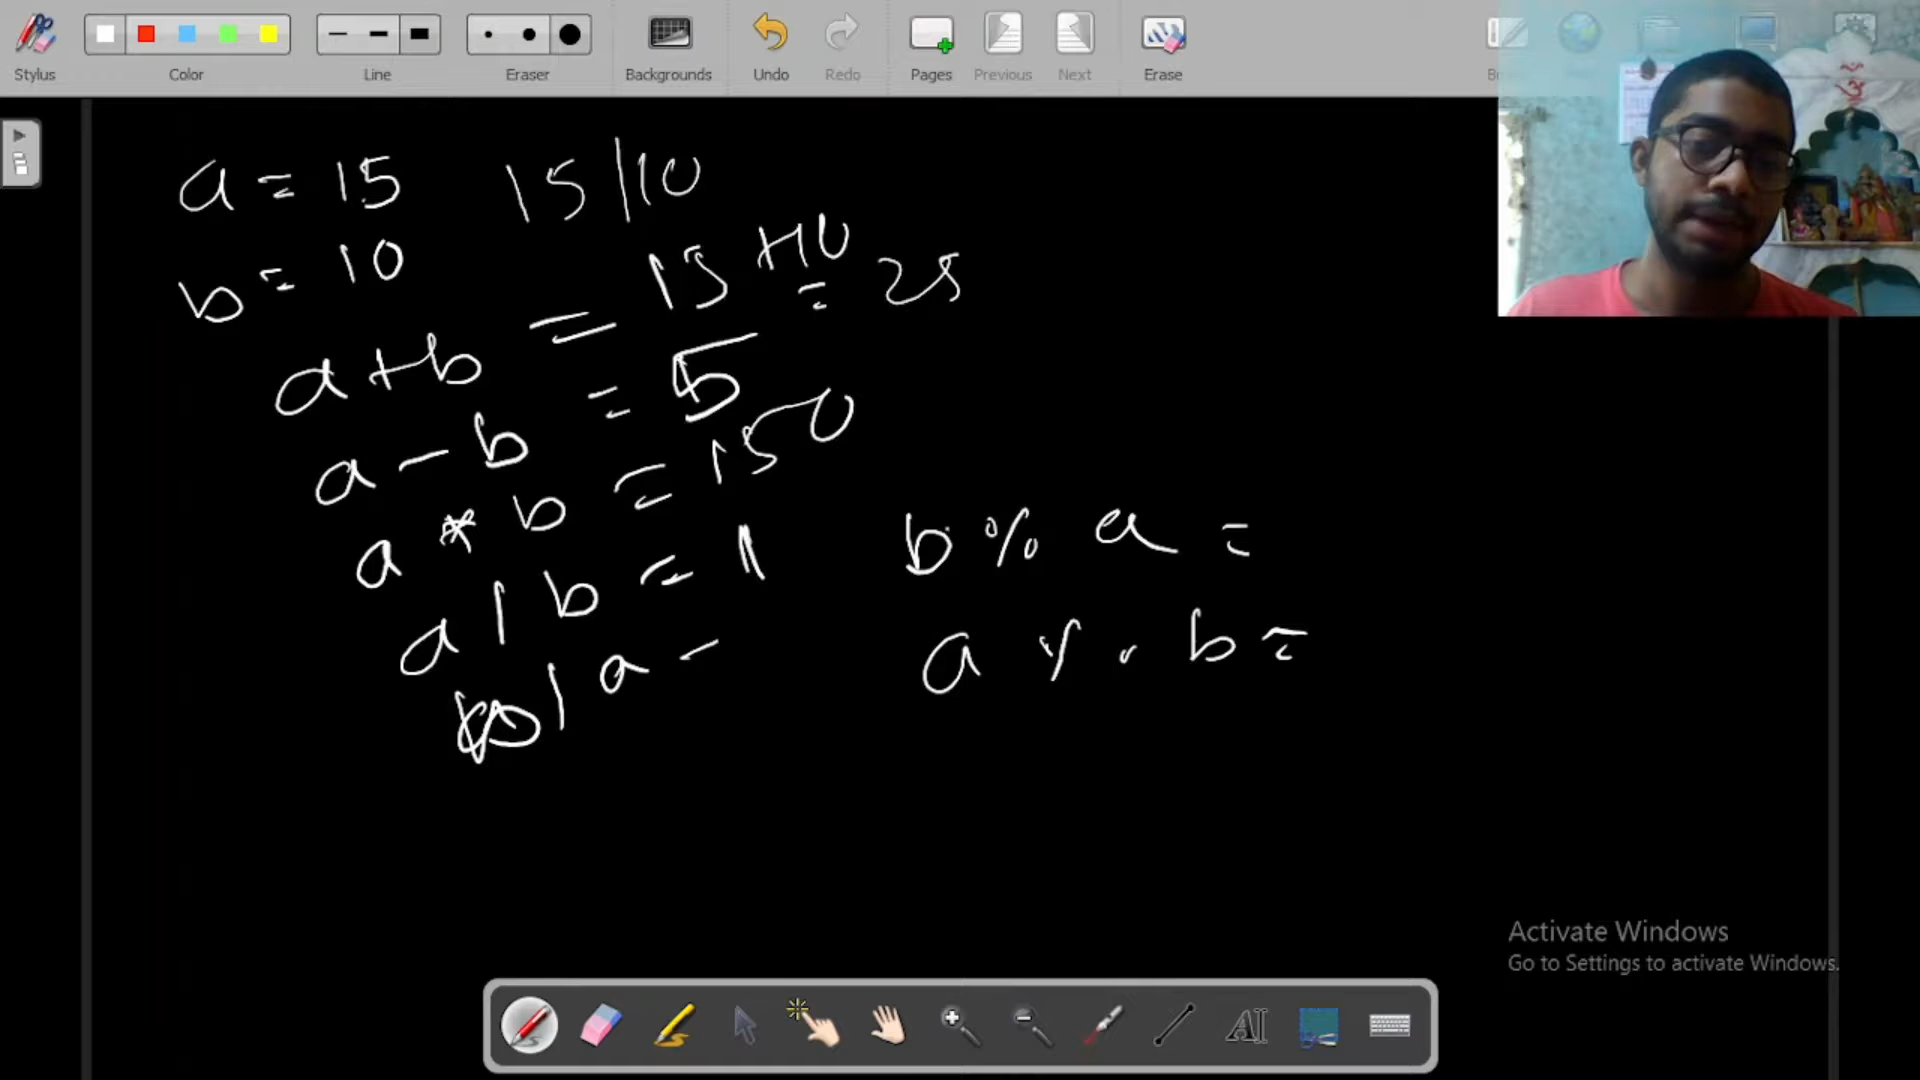 Stylus
Color
Line
Eraser
Backgrounds
Undo
Redo
Pages
Previous
Next
Erase
a = 15 15/10
b = 10
a+b = 15 +10 = 25
a - b = 5
a * b = 150
a / b = 1
b / a -
b % a =
a % b =
Activate Windows
Go to Settings to activate Windows.